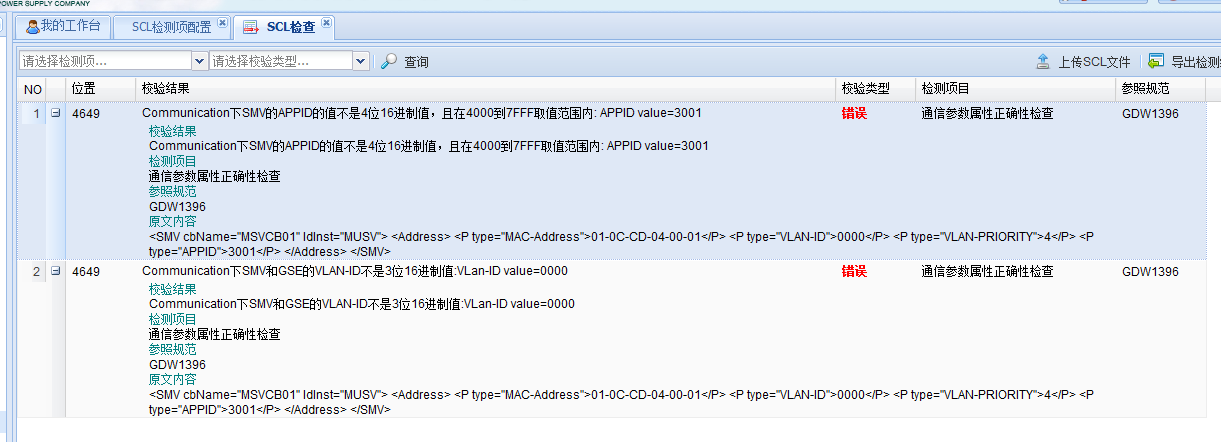 POWER SUPPLY COMPANY
我的工作台 SCL检测项配置 SCL检查
请选择检测项... 请选择校验类型... 查询 上传SCL文件 导出检测
NO 位置 校验结果 校验类型 检测项目 参照规范
1 4649 Communication下SMV的APPID的值不是4位16进制值，且在4000到7FFF取值范围内: APPID value=3001 错误 通信参数属性正确性检查 GDW1396
校验结果
Communication下SMV的APPID的值不是4位16进制值，且在4000到7FFF取值范围内: APPID value=3001
检测项目
通信参数属性正确性检查
参照规范
GDW1396
原文内容
<SMV cbName="MSVCB01" ldInst="MUSV"> <Address> <P type="MAC-Address">01-0C-CD-04-00-01</P> <P type="VLAN-ID">0000</P> <P type="VLAN-PRIORITY">4</P> <P
type="APPID">3001</P> </Address> </SMV>
2 4649 Communication下SMV和GSE的VLAN-ID不是3位16进制值:VLan-ID value=0000 错误 通信参数属性正确性检查 GDW1396
校验结果
Communication下SMV和GSE的VLAN-ID不是3位16进制值:VLan-ID value=0000
检测项目
通信参数属性正确性检查
参照规范
GDW1396
原文内容
<SMV cbName="MSVCB01" ldInst="MUSV"> <Address> <P type="MAC-Address">01-0C-CD-04-00-01</P> <P type="VLAN-ID">0000</P> <P type="VLAN-PRIORITY">4</P> <P
type="APPID">3001</P> </Address> </SMV>